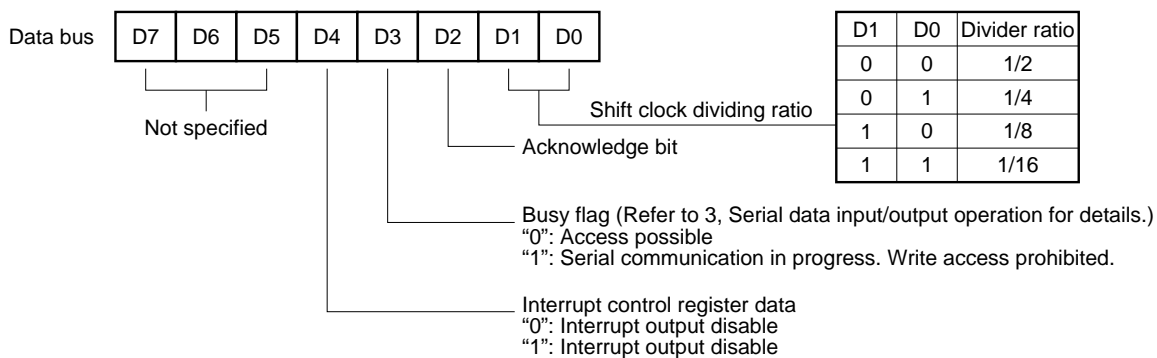 Data bus D7 D6 D5 D4 D3 D2 D1 D0
D1 D0 Divider ratio
0 0 1/2
0 1 1/4
1 0 1/8
1 1 1/16
Shift clock dividing ratio
Not specified
Acknowledge bit
Busy flag (Refer to 3, Serial data input/output operation for details.)
“0”: Access possible
“1”: Serial communication in progress. Write access prohibited.
Interrupt control register data
“0”: Interrupt output disable
“1”: Interrupt output disable